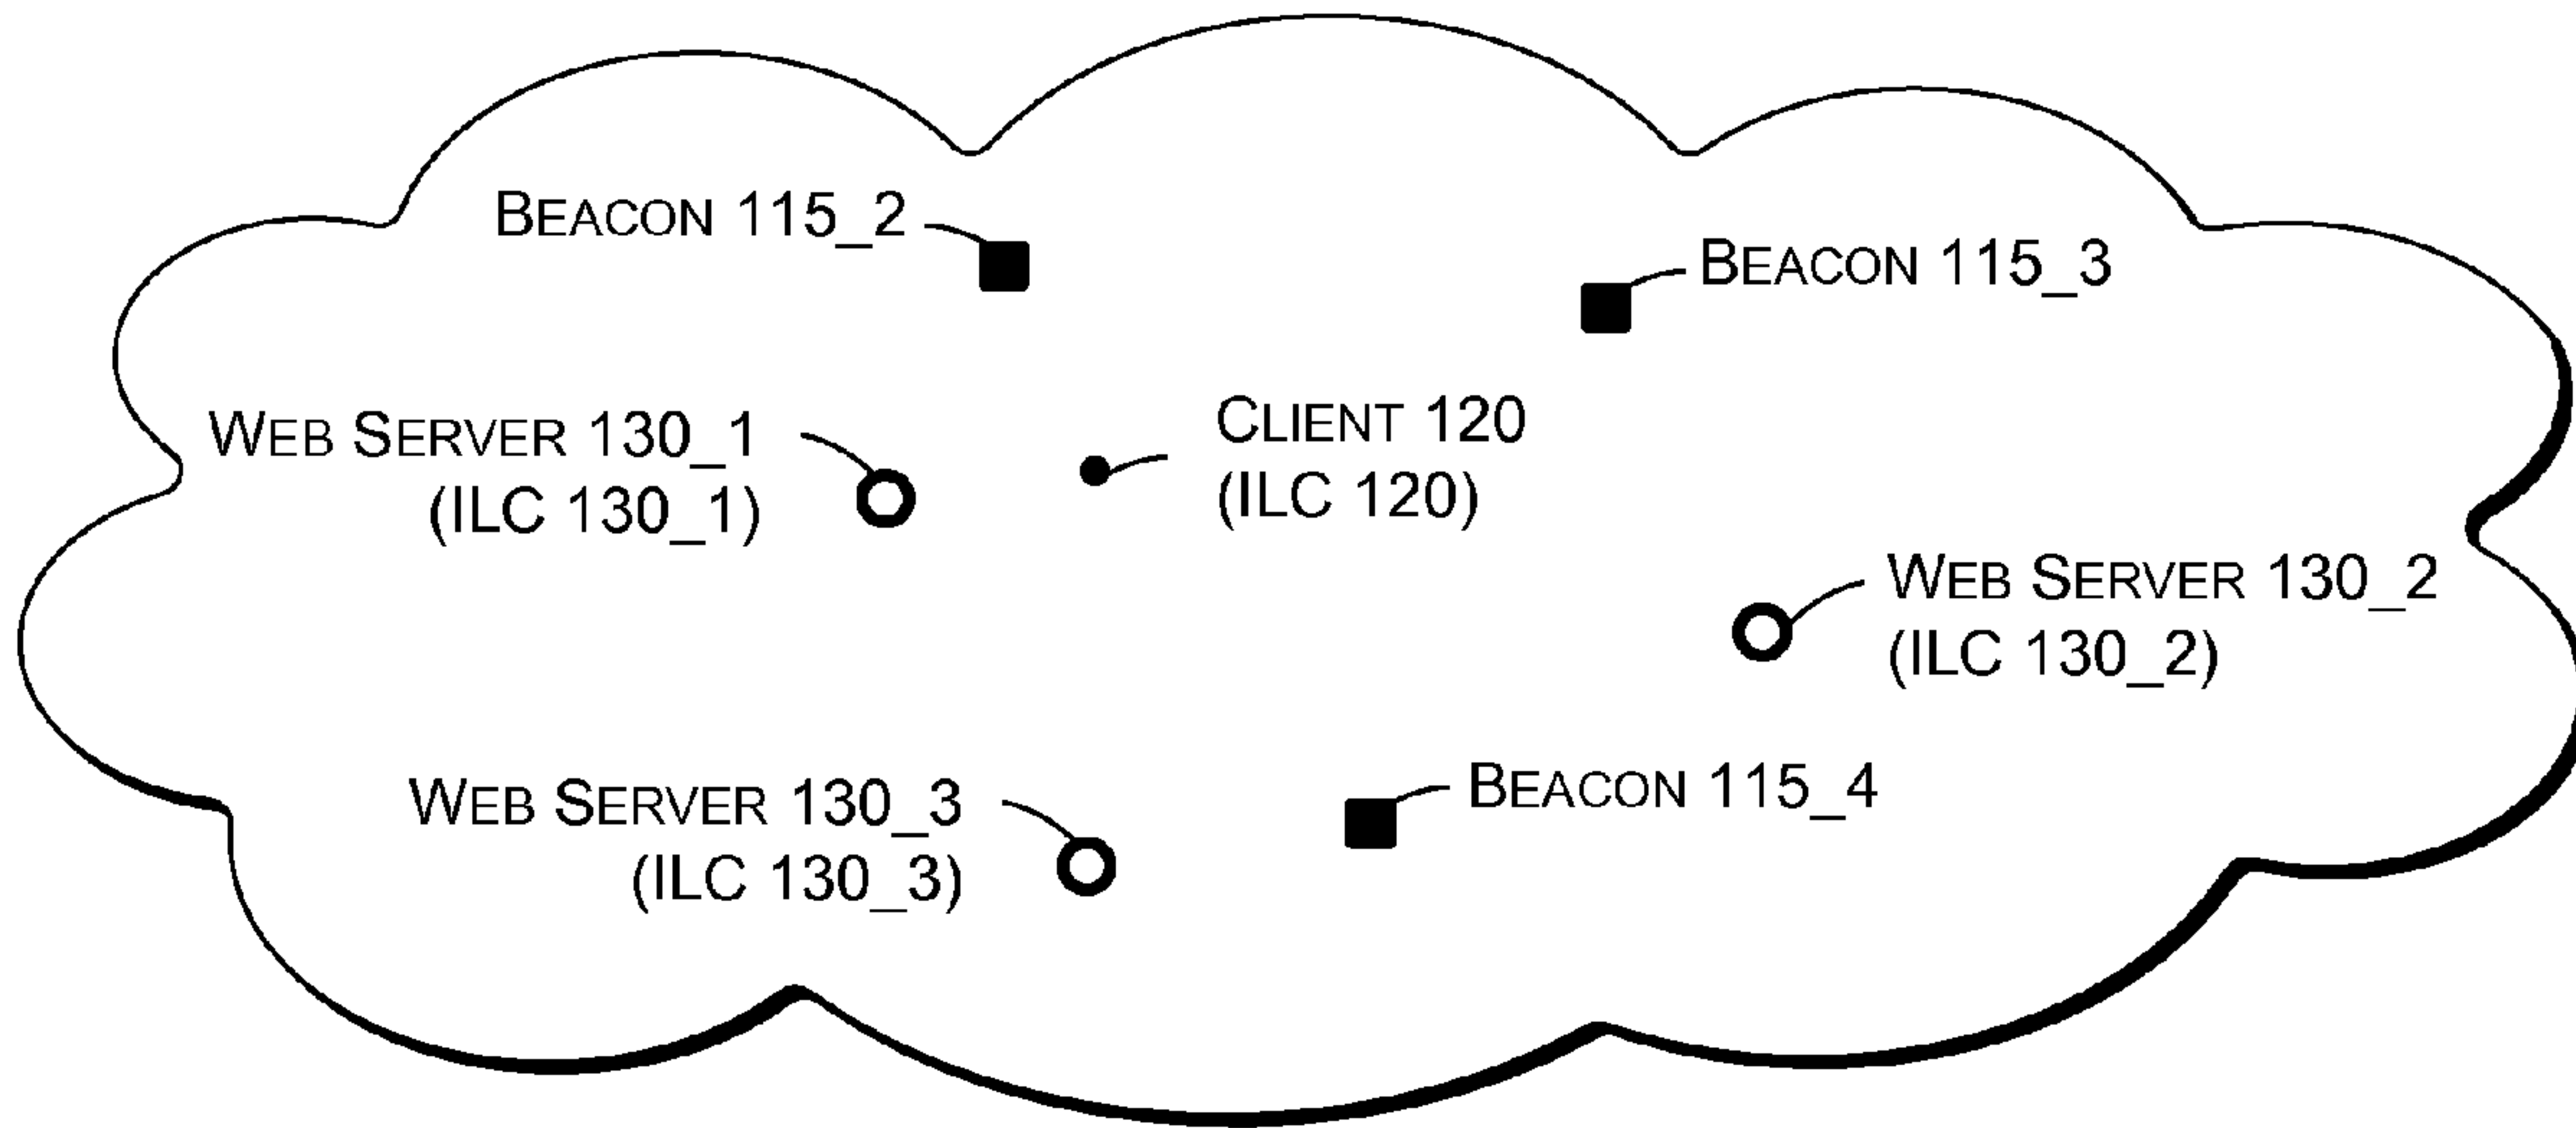 BEACON 115_2
BEACON 115_3
WEB SERVER 130_1
(ILC 130_1)
CLIENT 120
(ILC 120)
WEB SERVER 130_2
(ILC 130_2)
WEB SERVER 130_3
(ILC 130_3)
BEACON 115_4